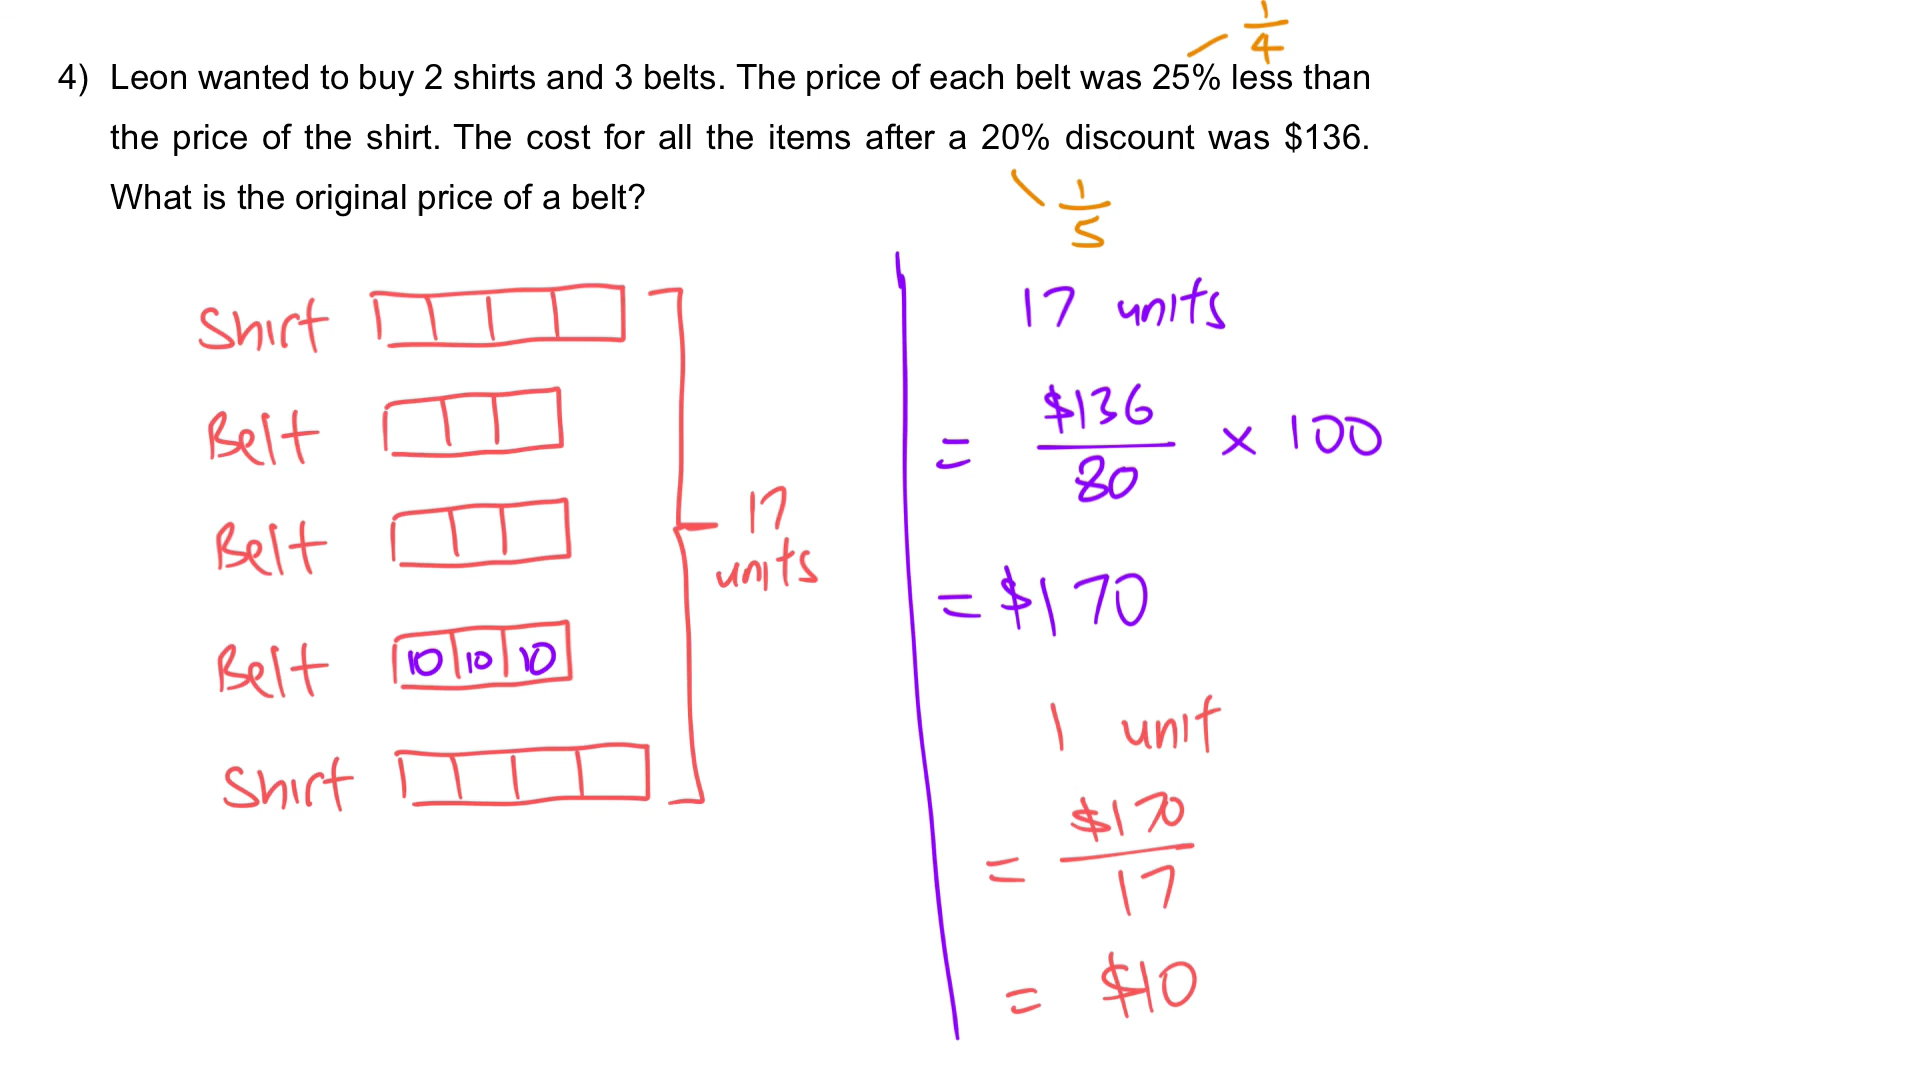 1/4
4) Leon wanted to buy 2 shirts and 3 belts. The price of each belt was 25% less than
the price of the shirt. The cost for all the items after a 20% discount was $136.
What is the original price of a belt?
1/5
Shirt
Belt
Belt
Belt 10 10 10
Shirt
17
units
17 units
= $136/80 × 100
= $170
1 unit
= $170/17
= $10